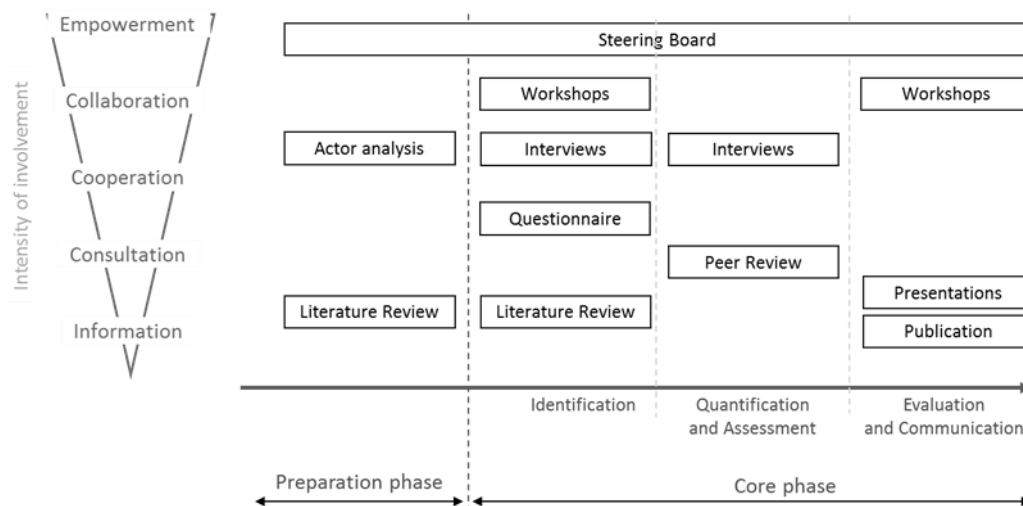 Empowerment
Steering Board
Collaboration
Workshops
Workshops
Actor analysis
Interviews
Interviews
Cooperation
Questionnaire
Consultation
Peer Review
Presentations
Literature Review
Literature Review
Information
Publication
Intensity of involvement
Identification
Quantification
and Assessment
Evaluation
and Communication
Preparation phase
Core phase